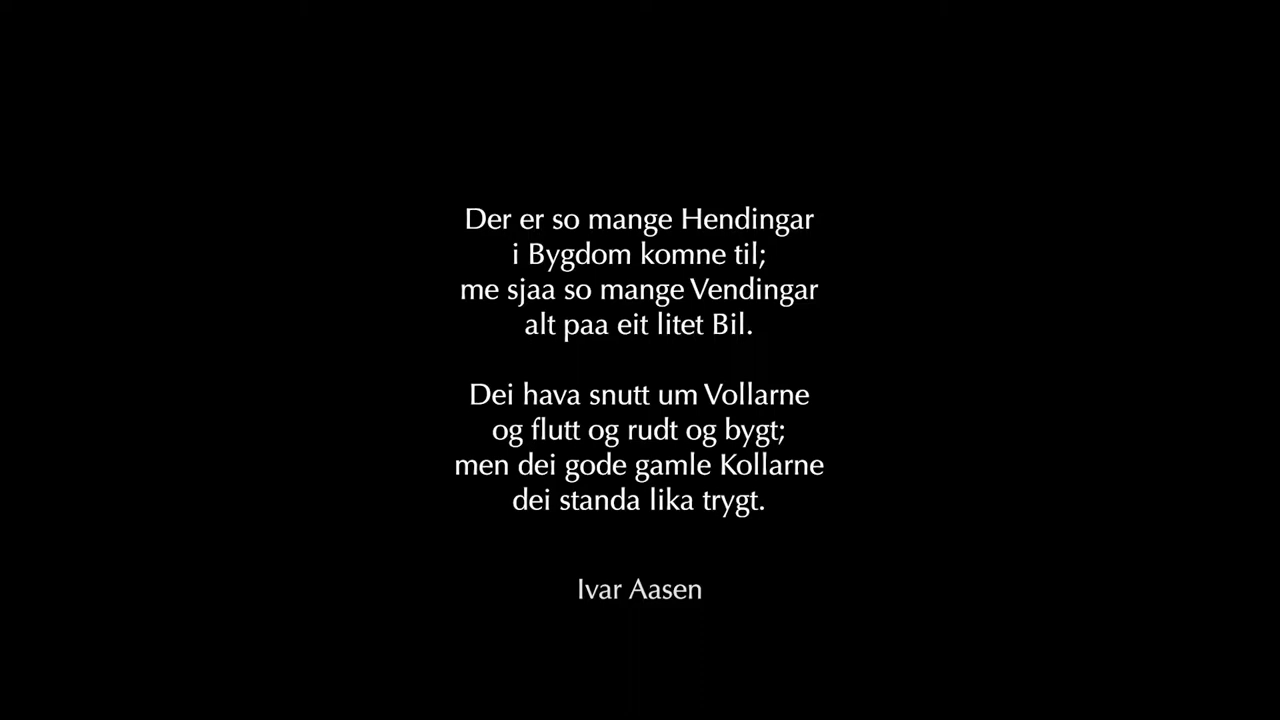 Der er so mange Hendingar
i Bygdom komne til;
me sjaa so mange Vendingar
alt paa eit litet Bil.
Dei hava snutt um Vollarne
og flutt og rudt og bygt;
men dei gode gamle Kollarne
dei standa lika trygt.
Ivar Aasen